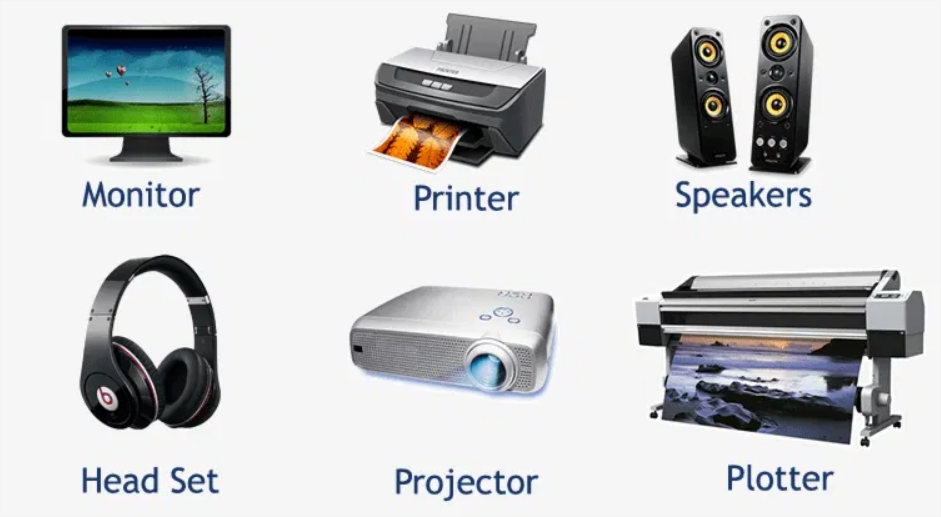 Monitor
Printer
Speakers
Head Set
Projector
Plotter